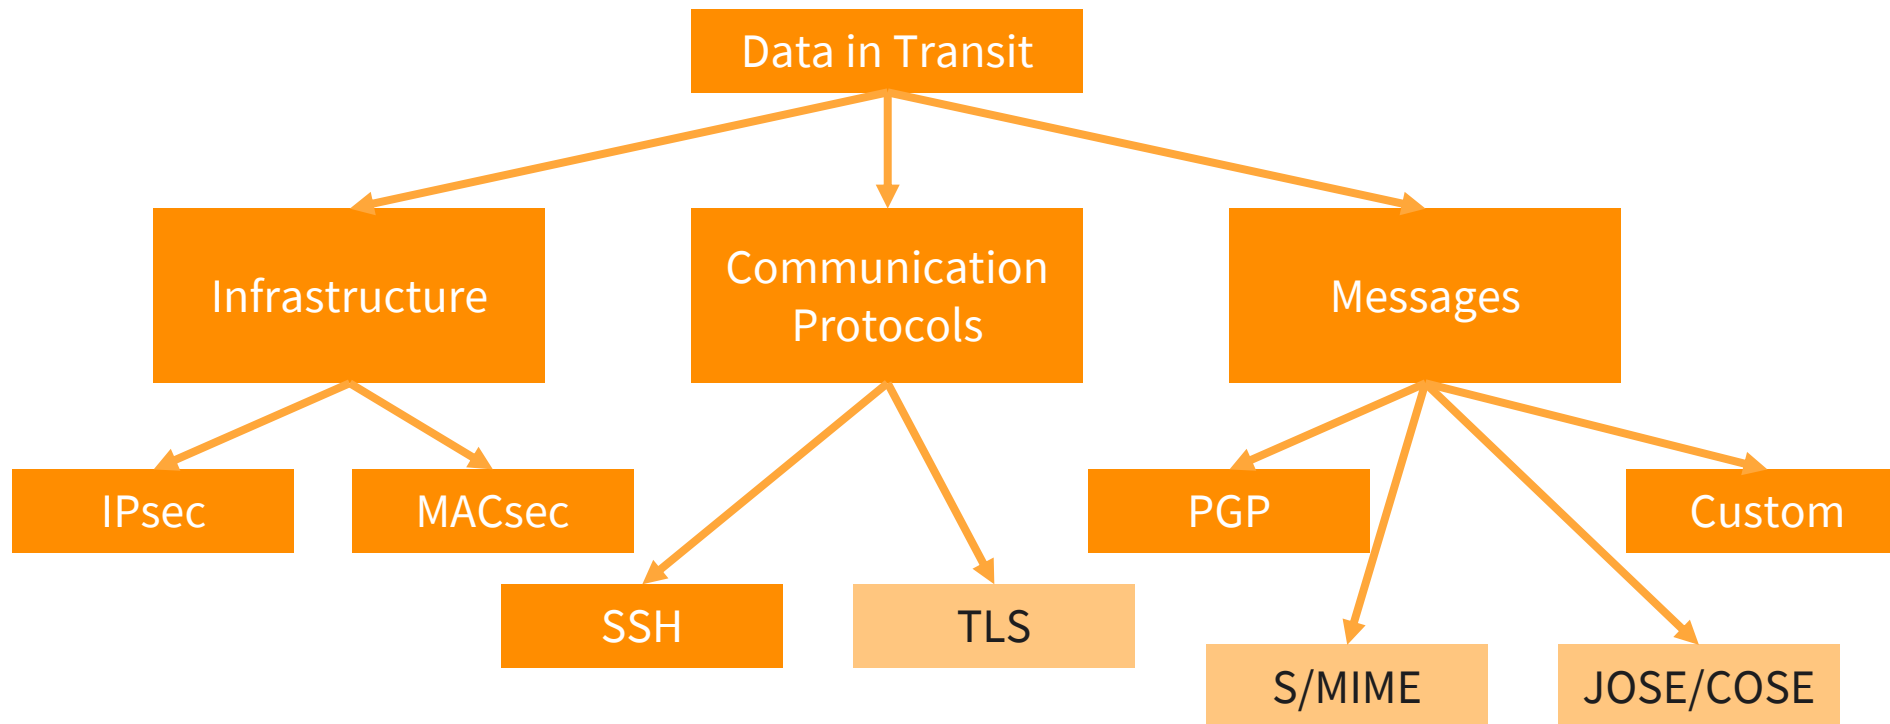 Data in Transit
Infrastructure
Communication
Protocols
Messages
IPsec
MACsec
PGP
Custom
SSH
TLS
S/MIME
JOSE/COSE